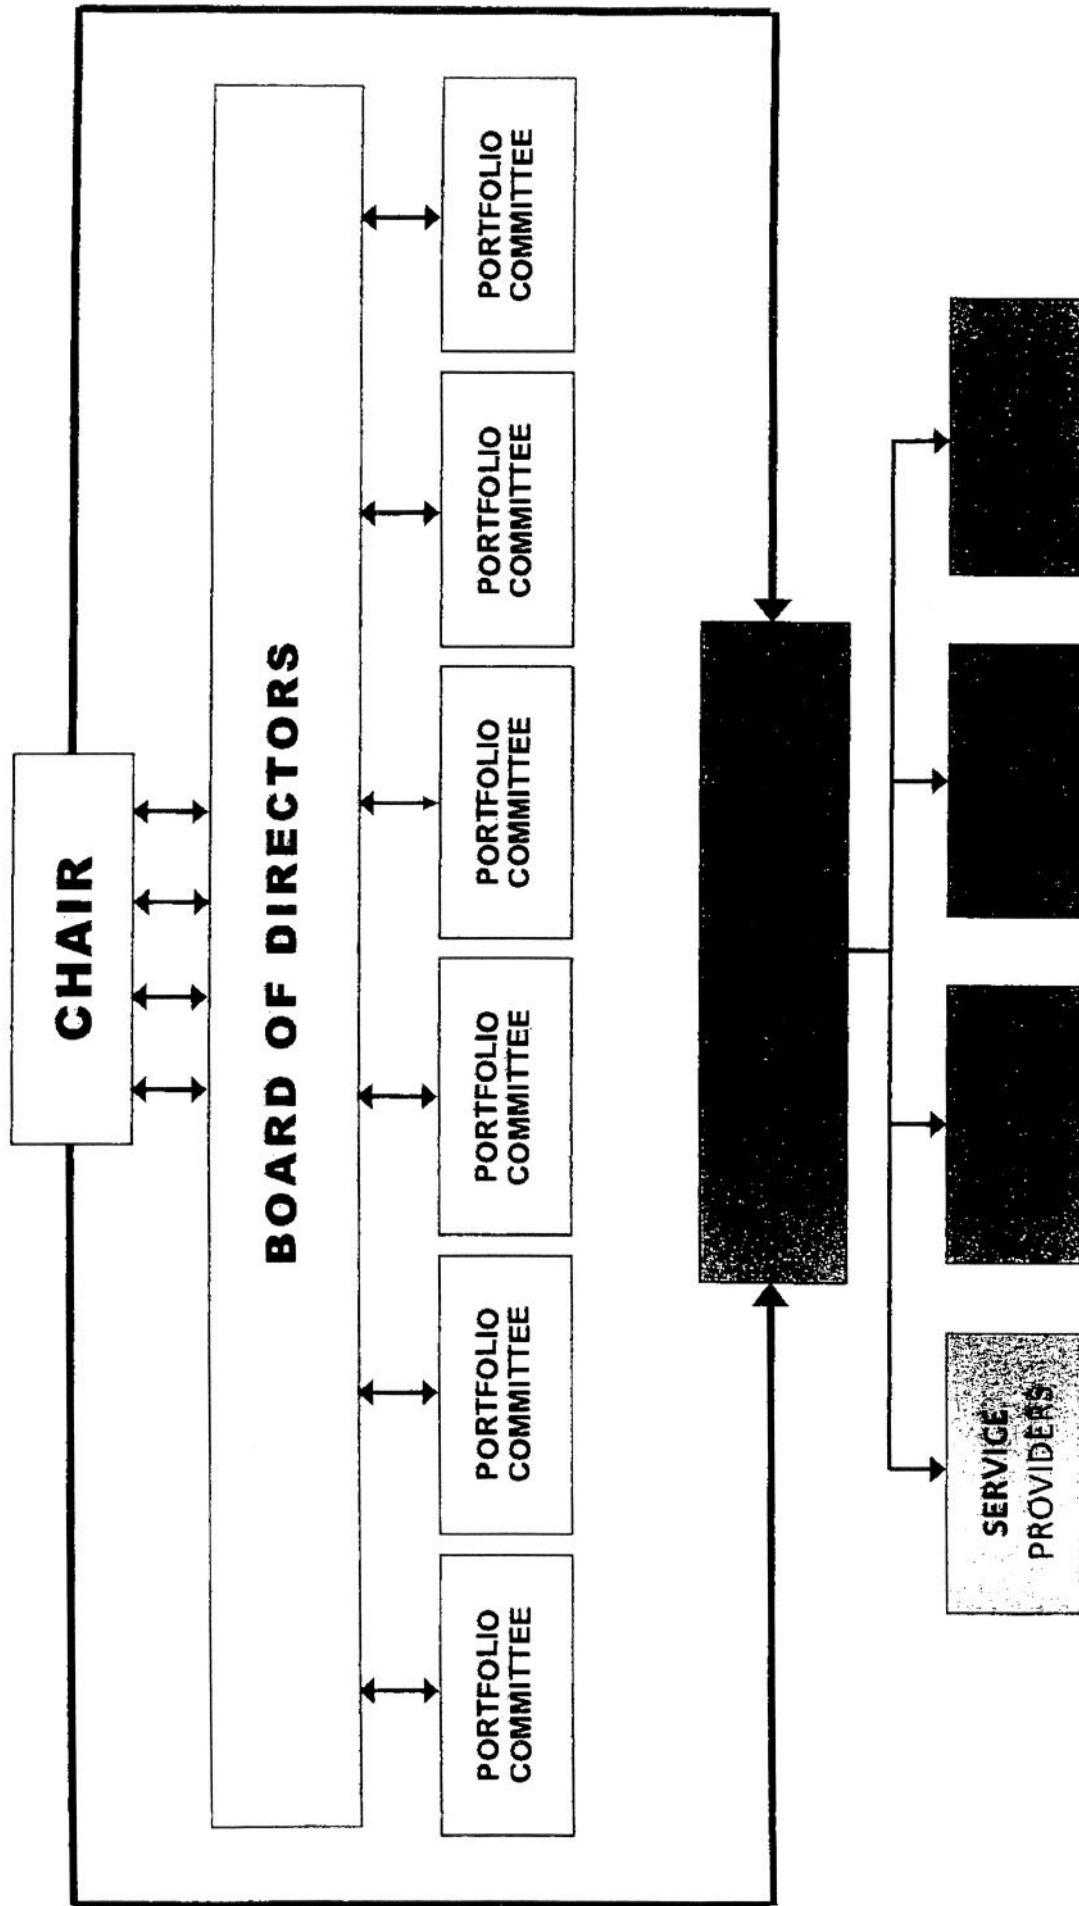 CHAIR
BOARD OF DIRECTORS
PORTFOLIO
COMMITTEE
PORTFOLIO
COMMITTEE
PORTFOLIO
COMMITTEE
PORTFOLIO
COMMITTEE
PORTFOLIO
COMMITTEE
PORTFOLIO
COMMITTEE
SERVICE
PROVIDERS